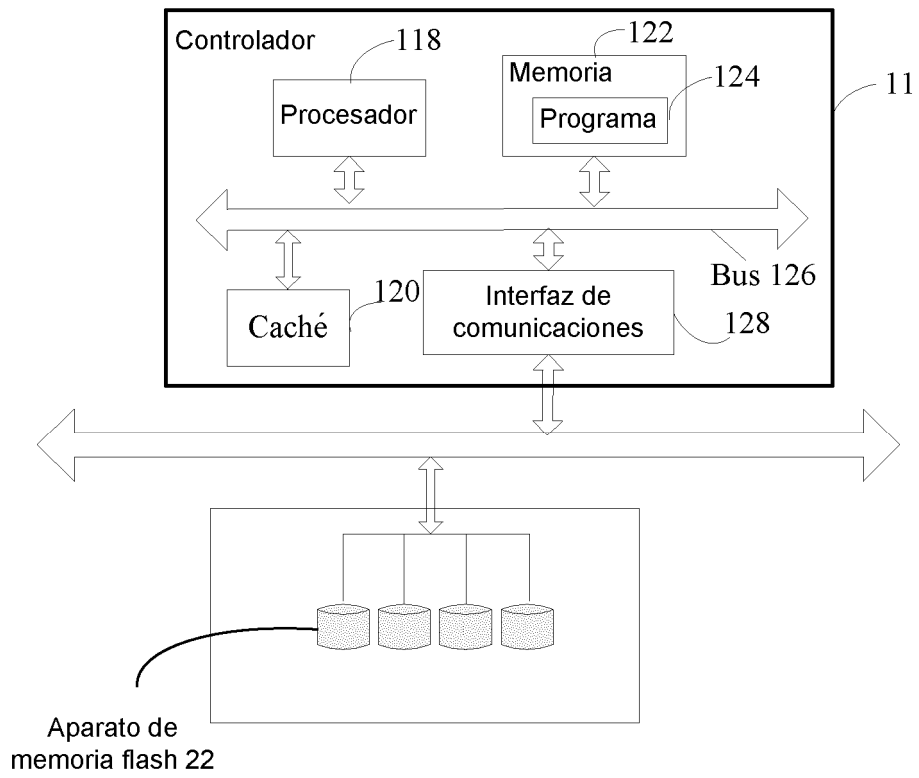 Controlador
118
122
Memoria
124
11
Procesador
Programa
Bus 126
120
Caché
Interfaz de
comunicaciones
128
Aparato de
memoria flash 22